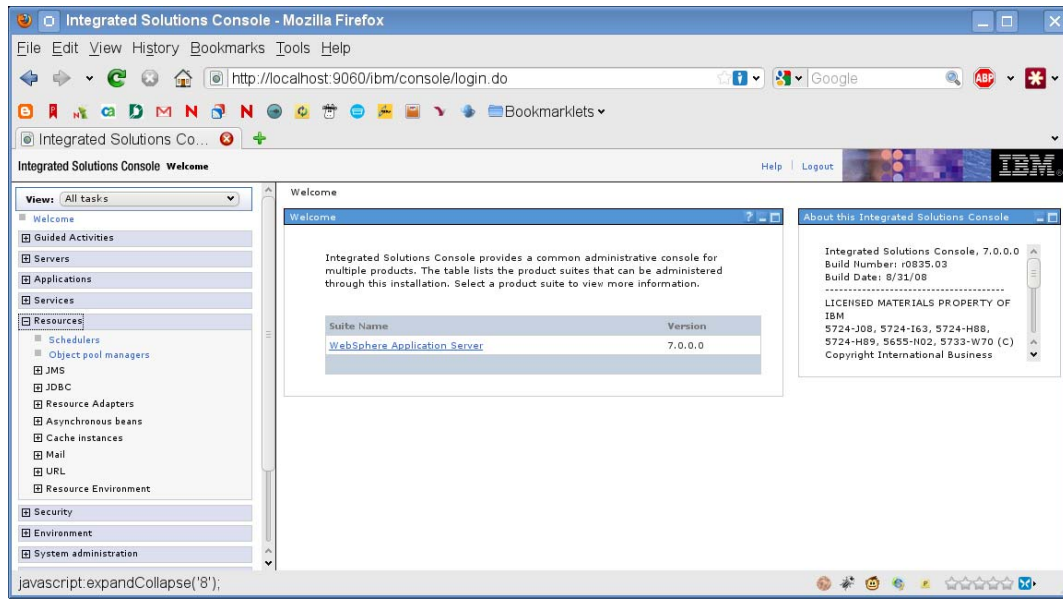 Integrated Solutions Console - Mozilla Firefox
File Edit View History Bookmarks Tools Help
http://localhost:9060/ibm/console/login.do
Google
ABP
Bookmarklets
Integrated Solutions Co...
Integrated Solutions Console Welcome
Help
Logout
IBM
View: All tasks
Welcome
Guided Activities
Servers
Applications
Services
Resources
Schedulers
Object pool managers
JMS
JDBC
Resource Adapters
Asynchronous beans
Cache instances
Mail
URL
Resource Environment
Security
Environment
System administration
Welcome
Welcome
Integrated Solutions Console provides a common administrative console for
multiple products. The table lists the product suites that can be administered
through this installation. Select a product suite to view more information.
Suite Name Version
WebSphere Application Server 7.0.0.0
About this Integrated Solutions Console
Integrated Solutions Console, 7.0.0.0
Build Number: r0835.03
Build Date: 8/31/08
----------------------------------------
LICENSED MATERIALS PROPERTY OF
IBM
5724-J08, 5724-I63, 5724-H88,
5724-H89, 5655-N02, 5733-W70 (C)
Copyright International Business
javascript:expandCollapse('8');